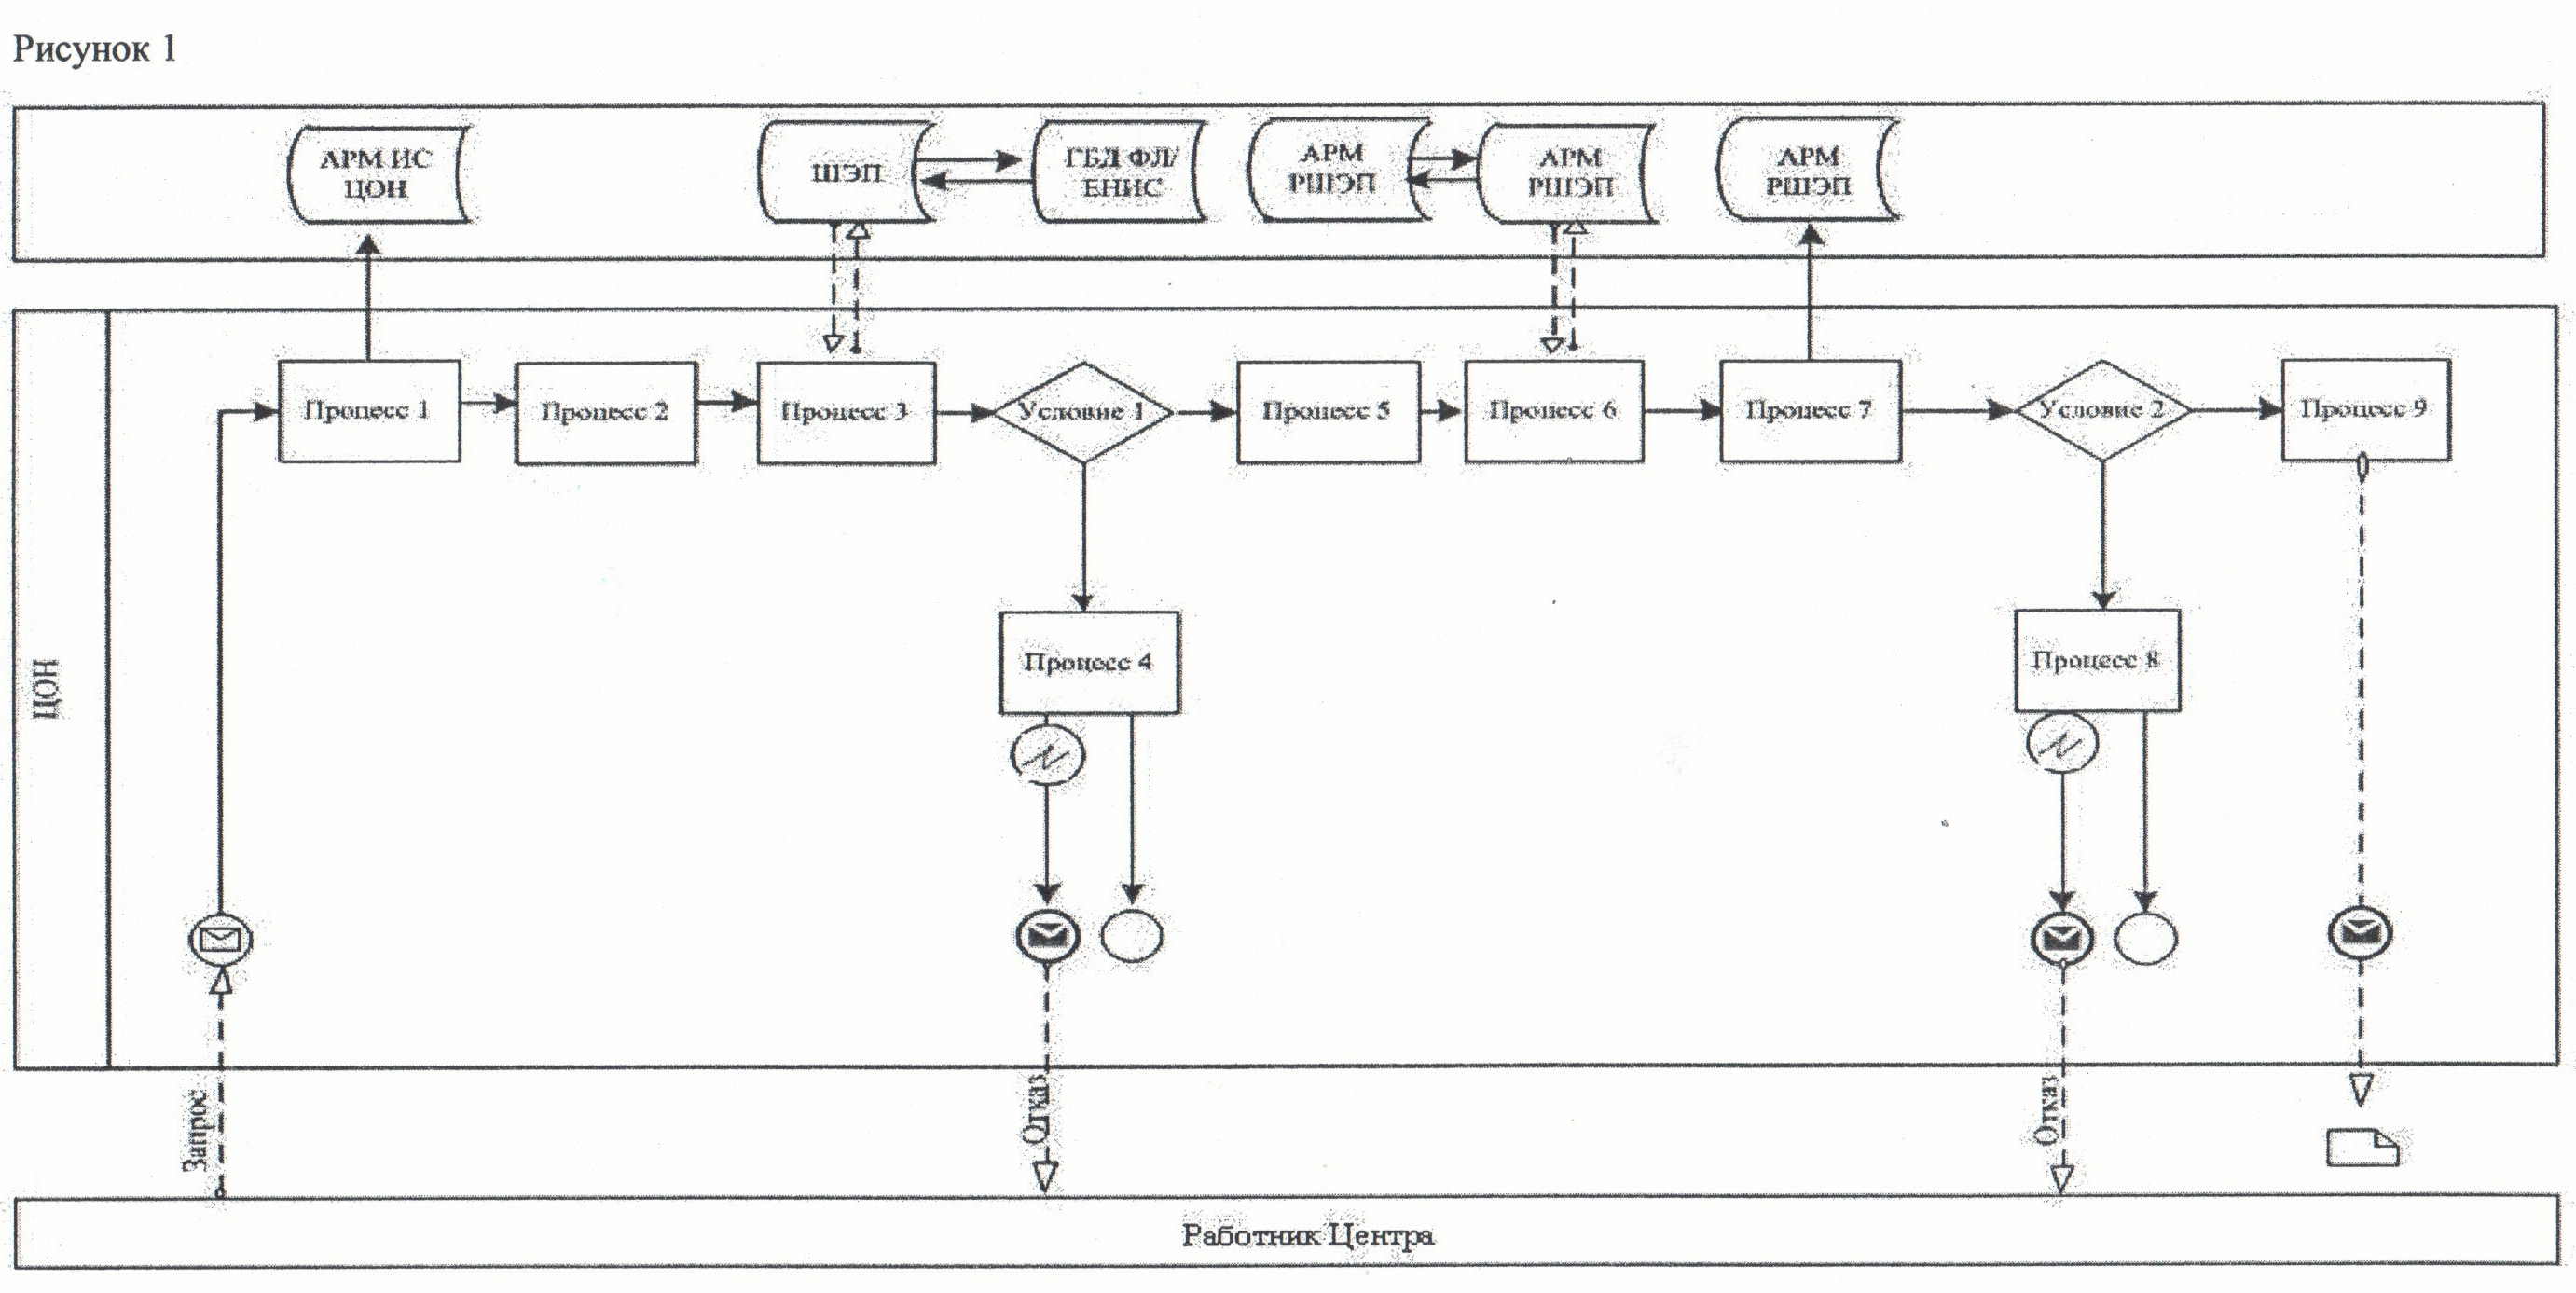 Рисунок 1
АРМ ИС
ЦОН
ШЭП
ГБД ФЛ/
ЕНИС
АРМ
РШЭП
АРМ
РШЭП
АРМ
РШЭП
Процесс 1
Процесс 2
Процесс 3
Условие 1
Процесс 5
Процесс 6
Процесс 7
Условие 2
Процесс 9
Процесс 4
Процесс 8
ЦОН
Запрос
Отказ
Отказ
Работник Центра